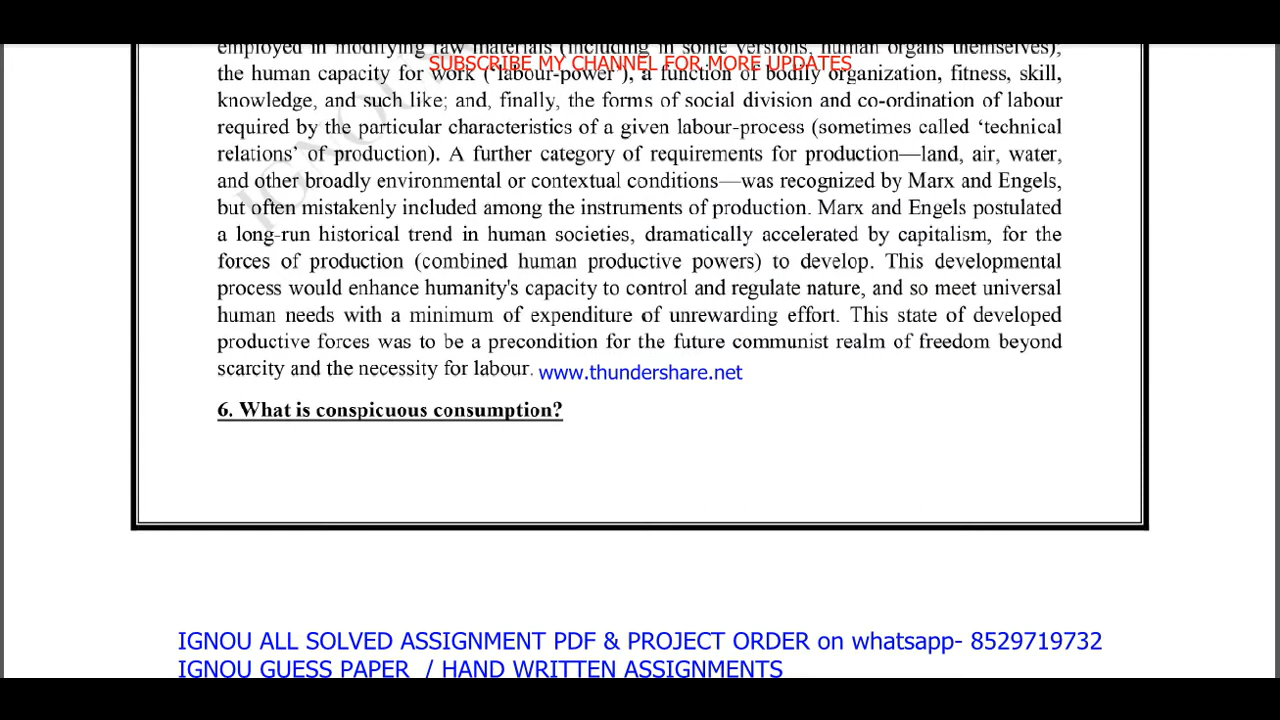 employed in modifying raw materials (including in some versions, human organs themselves);
SUBSCRIBE MY CHANNEL FOR MORE UPDATES
the human capacity for work (‘labour-power’), a function of bodily organization, fitness, skill,
knowledge, and such like; and, finally, the forms of social division and co-ordination of labour
required by the particular characteristics of a given labour-process (sometimes called ‘technical
relations’ of production). A further category of requirements for production—land, air, water,
and other broadly environmental or contextual conditions—was recognized by Marx and Engels,
but often mistakenly included among the instruments of production. Marx and Engels postulated
a long-run historical trend in human societies, dramatically accelerated by capitalism, for the
forces of production (combined human productive powers) to develop. This developmental
process would enhance humanity's capacity to control and regulate nature, and so meet universal
human needs with a minimum of expenditure of unrewarding effort. This state of developed
productive forces was to be a precondition for the future communist realm of freedom beyond
scarcity and the necessity for labour. www.thundershare.net
6. What is conspicuous consumption?
IGNOU ALL SOLVED ASSIGNMENT PDF & PROJECT ORDER on whatsapp- 8529719732
IGNOU GUESS PAPER / HAND WRITTEN ASSIGNMENTS